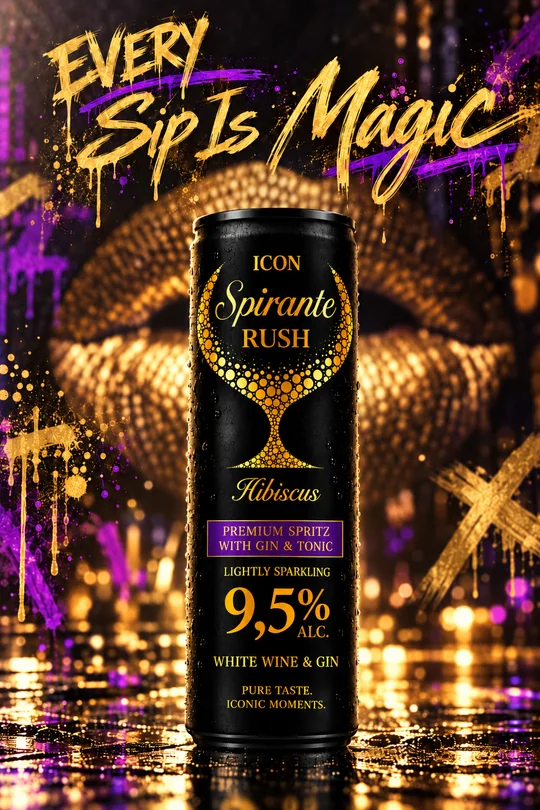 EVERY
Sip Is Magic
ICON
Spirante
RUSH
Hibiscus
PREMIUM SPRITZ
WITH GIN & TONIC
LIGHTLY SPARKLING
9,5%
ALC.
WHITE WINE & GIN
PURE TASTE.
ICONIC MOMENTS.